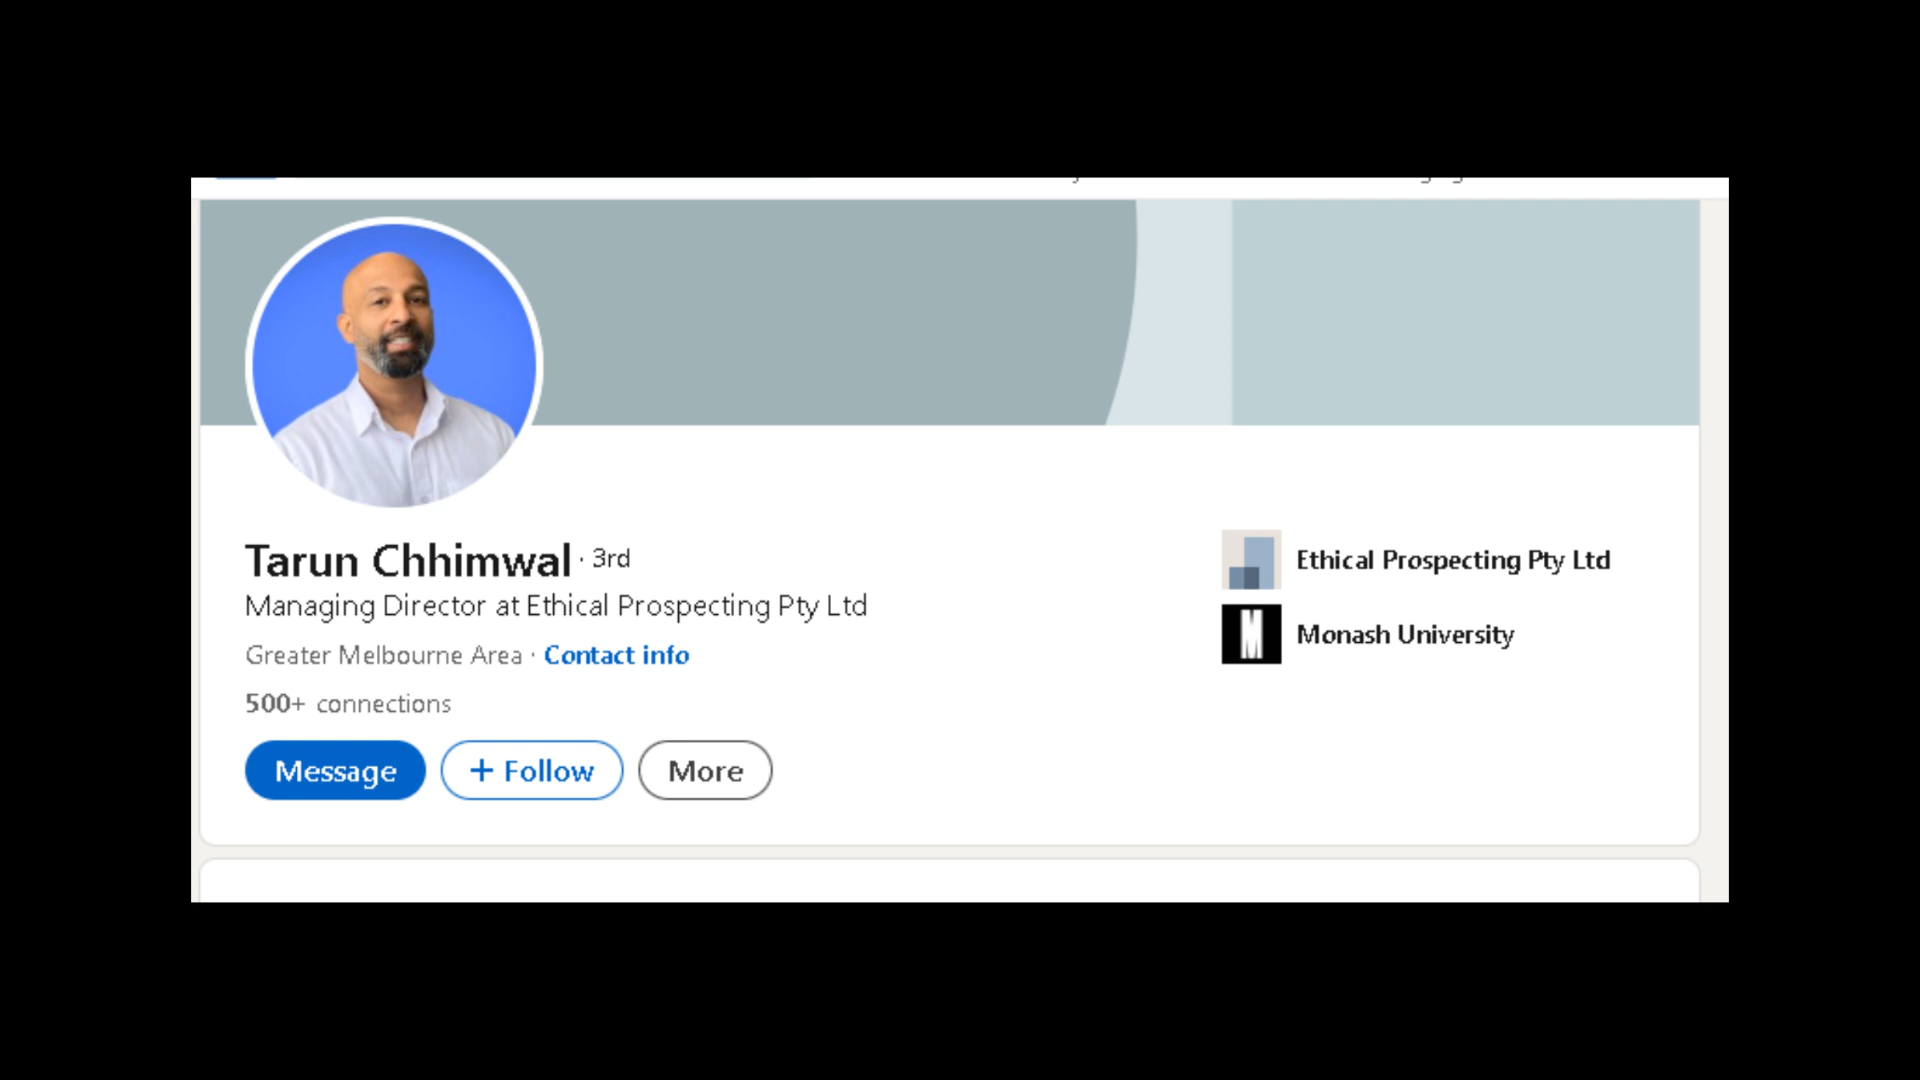 Tarun Chhimwal · 3rd
Managing Director at Ethical Prospecting Pty Ltd
Greater Melbourne Area · Contact info
500+ connections
Message
+ Follow
More
Ethical Prospecting Pty Ltd
M
Monash University